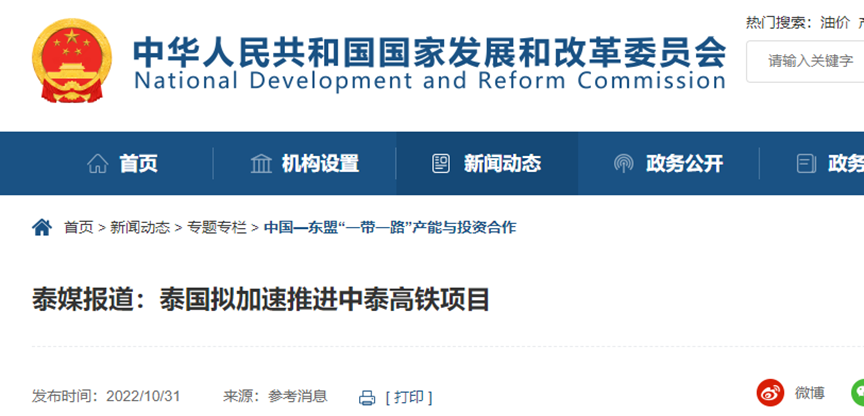 热门搜索：油价
中华人民共和国国家发展和改革委员会
National Development and Reform Commission
请输入关键字
首页 机构设置 新闻动态 政务公开 政务
首页 > 新闻动态 > 专题专栏 > 中国—东盟“一带一路”产能与投资合作
泰媒报道：泰国拟加速推进中泰高铁项目
发布时间：2022/10/31 来源：参考消息 [ 打印 ] 微博